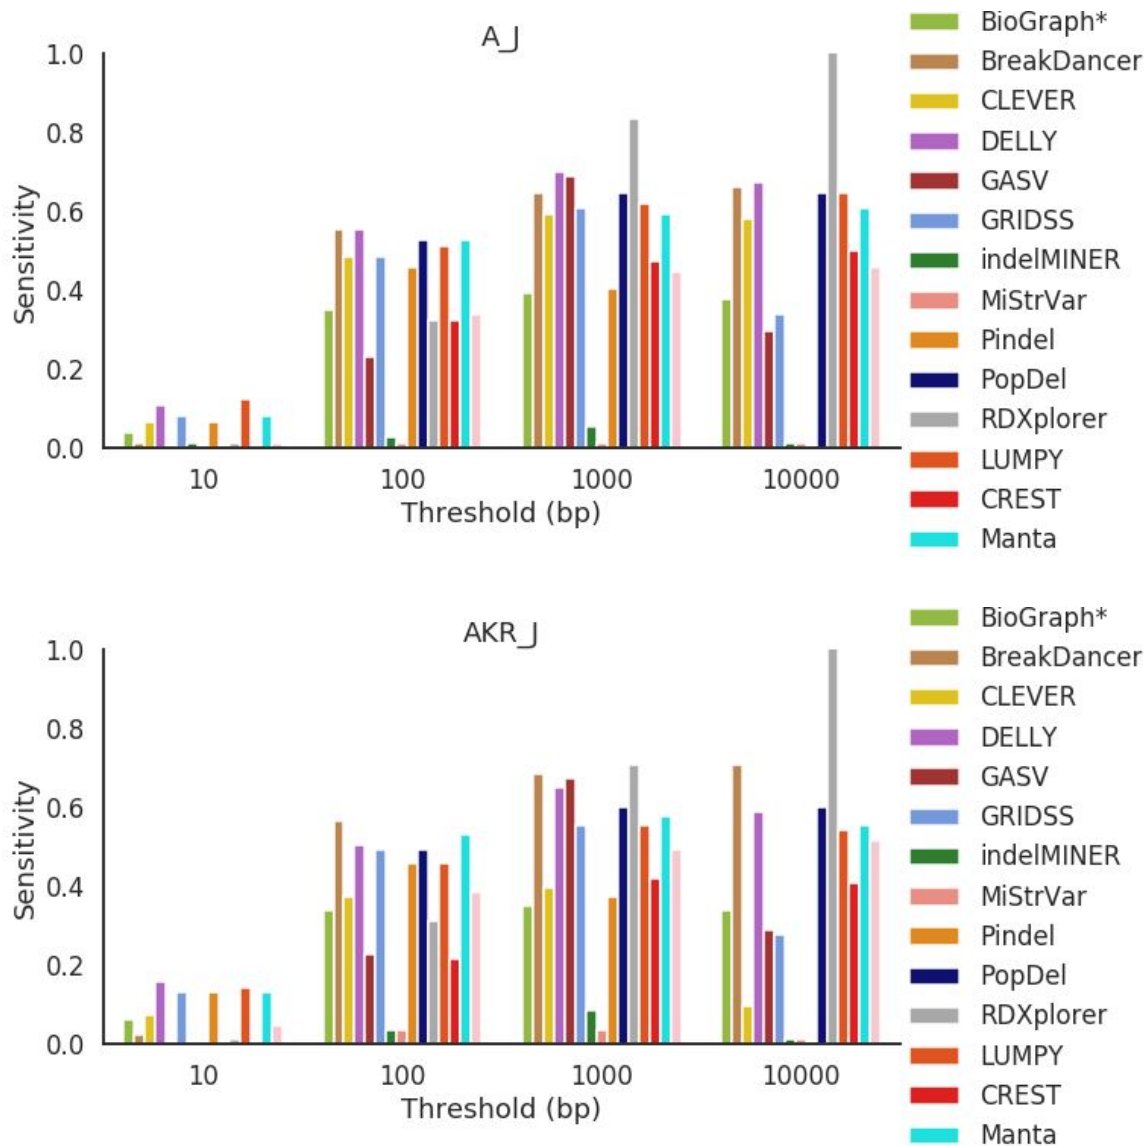 A_J
Sensitivity
1.0
0.8
0.6
0.4
0.2
0.0
10 100 1000 10000
Threshold (bp)
BioGraph*
BreakDancer
CLEVER
DELLY
GASV
GRIDSS
indelMINER
MiStrVar
Pindel
PopDel
RDXplorer
LUMPY
CREST
Manta
AKR_J
Sensitivity
1.0
0.8
0.6
0.4
0.2
0.0
10 100 1000 10000
Threshold (bp)
BioGraph*
BreakDancer
CLEVER
DELLY
GASV
GRIDSS
indelMINER
MiStrVar
Pindel
PopDel
RDXplorer
LUMPY
CREST
Manta